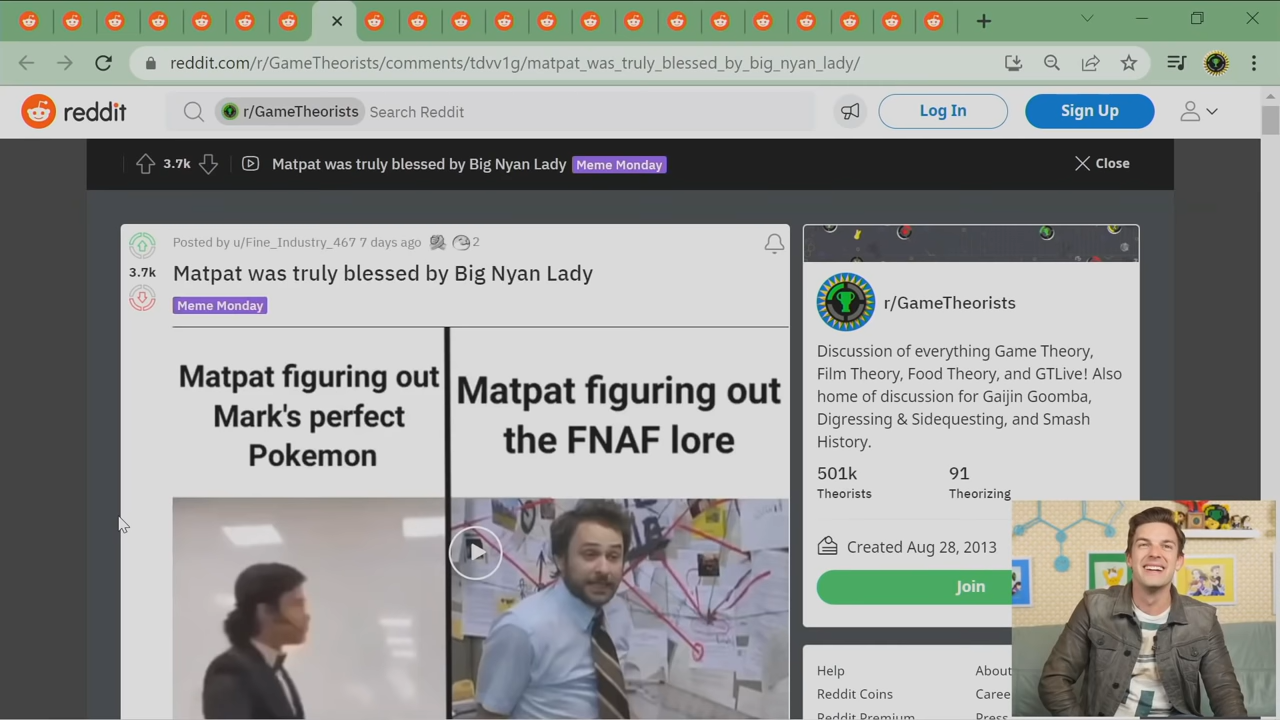 reddit.com/r/GameTheorists/comments/tdvv1g/matpat_was_truly_blessed_by_big_nyan_lady/
reddit
r/GameTheorists
Search Reddit
Log In
Sign Up
3.7k
Matpat was truly blessed by Big Nyan Lady
Meme Monday
Close
Posted by u/Fine_Industry_467 7 days ago
2
3.7k
Matpat was truly blessed by Big Nyan Lady
Meme Monday
Matpat figuring out
Mark's perfect
Pokemon
Matpat figuring out
the FNAF lore
r/GameTheorists
Discussion of everything Game Theory,
Film Theory, Food Theory, and GTLive! Also
home of discussion for Gaijin Goomba,
Digressing & Sidequesting, and Smash
History.
501k
Theorists
91
Theorizing
Created Aug 28, 2013
Join
Help
Reddit Coins
Reddit Premium
About
Caree
Press